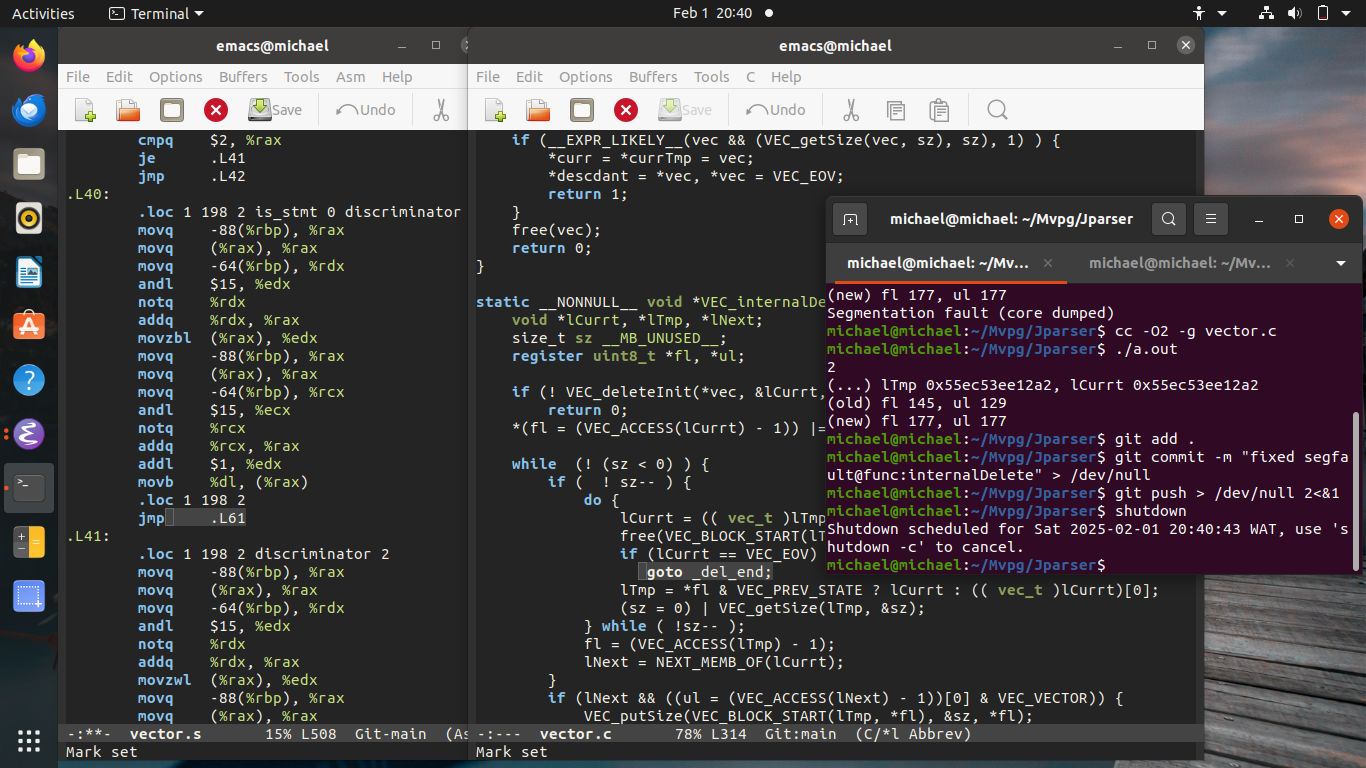 Activities
Terminal
Feb 1 20:40
emacs@michael
File Edit Options Buffers Tools Asm Help
Save
Undo
cmpq $2, %rax
je .L41
jmp .L42
.L40:
.loc 1 198 2 is_stmt 0 discriminator
movq -88(%rbp), %rax
movq (%rax), %rax
movq -64(%rbp), %rdx
andl $15, %edx
notq %rdx
addq %rdx, %rax
movzbl (%rax), %edx
movq -88(%rbp), %rax
movq (%rax), %rax
movq -64(%rbp), %rcx
andl $15, %ecx
notq %rcx
addq %rcx, %rax
addl $1, %edx
movb %dl, (%rax)
.loc 1 198 2
jmp .L61
.L41:
.loc 1 198 2 discriminator 2
movq -88(%rbp), %rax
movq (%rax), %rax
movq -64(%rbp), %rdx
andl $15, %edx
notq %rdx
addq %rdx, %rax
movzwl (%rax), %edx
movq -88(%rbp), %rax
movq (%rax), %rax
-:**- vector.s 15% L508 Git-main (As
Mark set
emacs@michael
File Edit Options Buffers Tools C Help
Save
Undo
if (__EXPR_LIKELY__(vec && (VEC_getSize(vec, sz), sz), 1) ) {
*curr = *currTmp = vec;
*descdant = *vec, *vec = VEC_EOV;
return 1;
}
free(vec);
return 0;
}
static __NONNULL__ void *VEC_internalDe
void *lCurrt, *lTmp, *lNext;
size_t sz __MB_UNUSED__;
register uint8_t *fl, *ul;
if (! VEC_deleteInit(*vec, &lCurrt,
return 0;
*(fl = (VEC_ACCESS(lCurrt) - 1)) |=
while (! (sz < 0) ) {
if ( ! sz-- ) {
do {
lCurrt = (( vec_t )lTmp
free(VEC_BLOCK_START(lT
if (lCurrt == VEC_EOV)
goto _del_end;
lTmp = *fl & VEC_PREV_STATE ? lCurrt : (( vec_t )lCurrt)[0];
(sz = 0) | VEC_getSize(lTmp, &sz);
} while ( !sz-- );
fl = (VEC_ACCESS(lTmp) - 1);
lNext = NEXT_MEMB_OF(lCurrt);
}
if (lNext && ((ul = (VEC_ACCESS(lNext) - 1))[0] & VEC_VECTOR)) {
VEC_putSize(VEC_BLOCK_START(lTmp, *fl), &sz, *fl);
-:--- vector.c 78% L314 Git:main (C/*l Abbrev)
Mark set
michael@michael: ~/Mvpg/Jparser
michael@michael: ~/Mv...
michael@michael: ~/Mv...
(new) fl 177, ul 177
Segmentation fault (core dumped)
michael@michael:~/Mvpg/Jparser$ cc -O2 -g vector.c
michael@michael:~/Mvpg/Jparser$ ./a.out
2
(...) lTmp 0x55ec53ee12a2, lCurrt 0x55ec53ee12a2
(old) fl 145, ul 129
(new) fl 177, ul 177
michael@michael:~/Mvpg/Jparser$ git add .
michael@michael:~/Mvpg/Jparser$ git commit -m "fixed segfa
ult@func:internalDelete" > /dev/null
michael@michael:~/Mvpg/Jparser$ git push > /dev/null 2<&1
michael@michael:~/Mvpg/Jparser$ shutdown
Shutdown scheduled for Sat 2025-02-01 20:40:43 WAT, use 's
hutdown -c' to cancel.
michael@michael:~/Mvpg/Jparser$